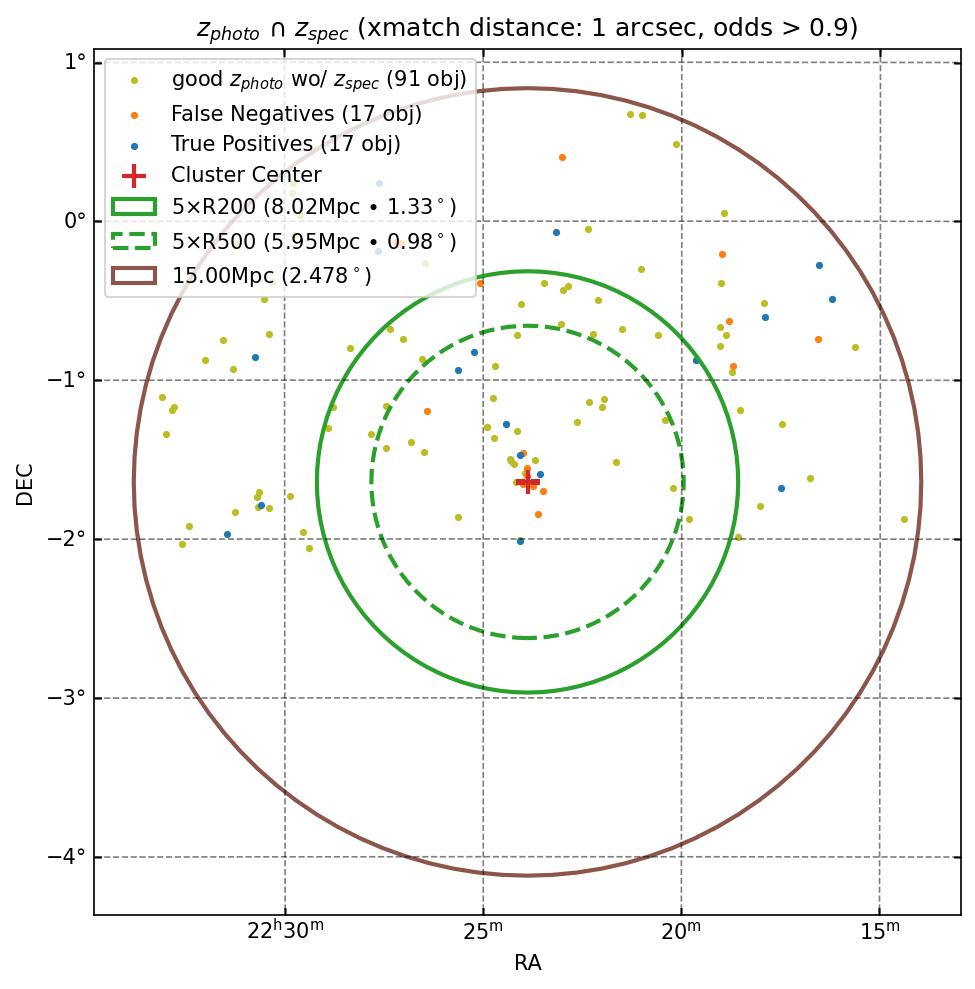 z_photo ∩ z_spec (xmatch distance: 1 arcsec, odds > 0.9)
good z_photo wo/ z_spec (91 obj)
False Negatives (17 obj)
True Positives (17 obj)
Cluster Center
5×R200 (8.02Mpc • 1.33°)
5×R500 (5.95Mpc • 0.98°)
15.00Mpc (2.478°)
1°
0°
−1°
−2°
−3°
−4°
DEC
22h30m
25m
20m
15m
RA